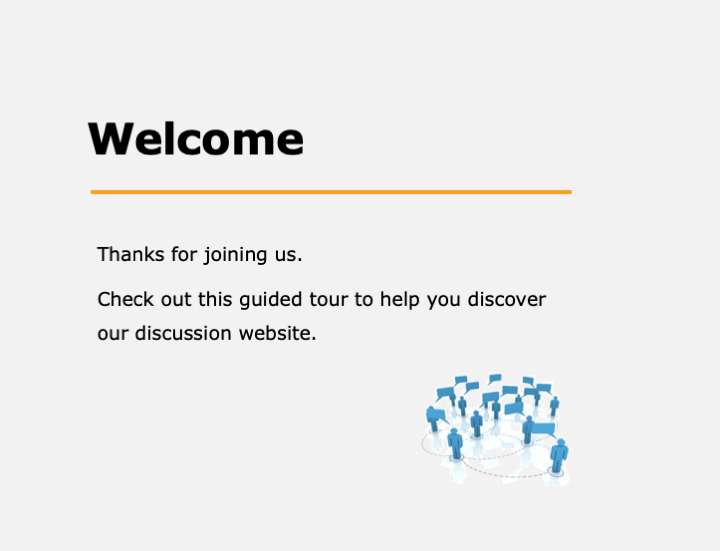 Welcome
Thanks for joining us.
Check out this guided tour to help you discover
our discussion website.